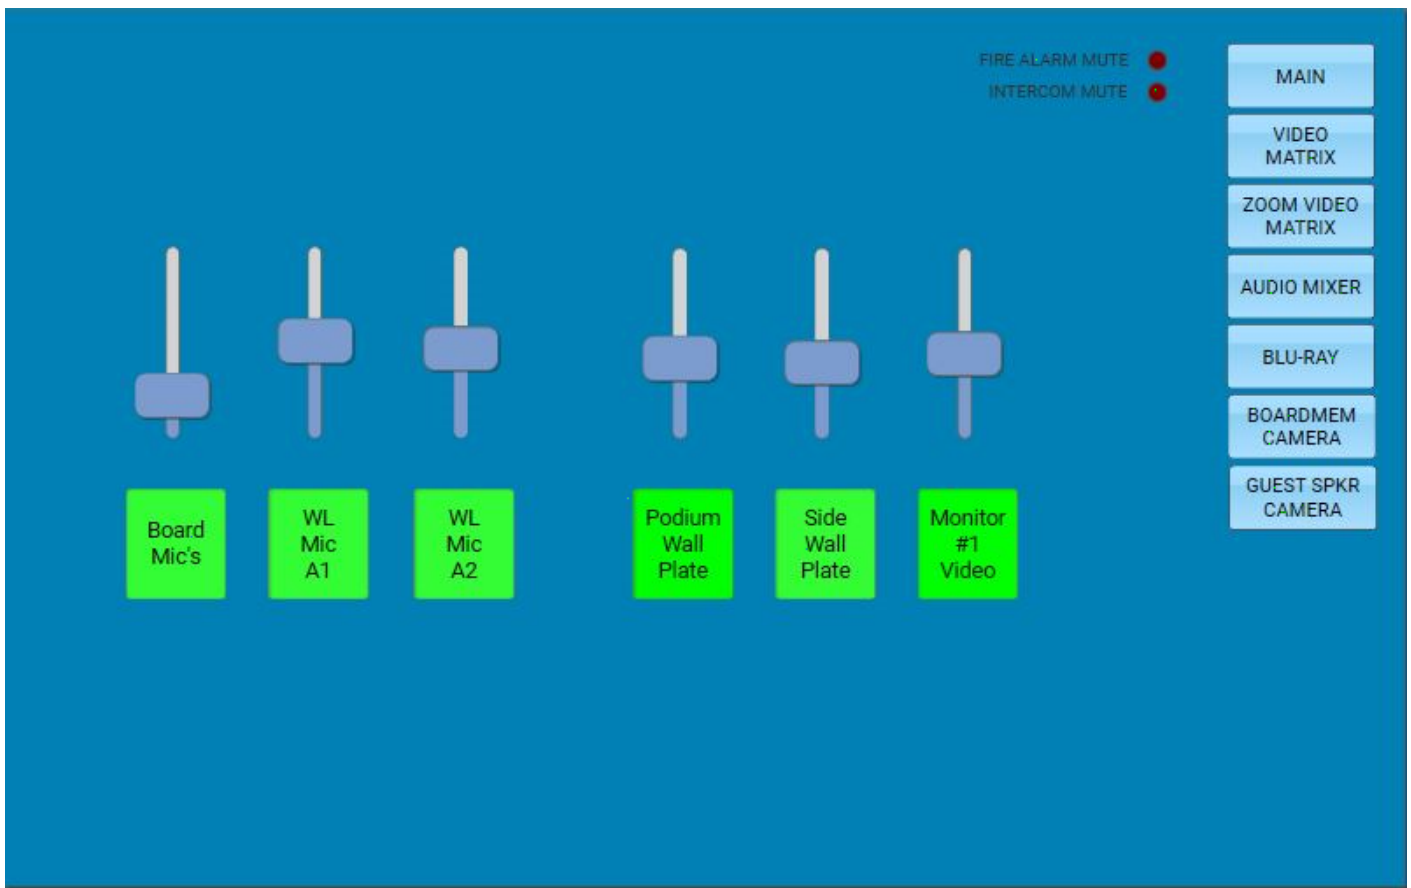 FIRE ALARM MUTE
INTERCOM MUTE
MAIN
VIDEO
MATRIX
ZOOM VIDEO
MATRIX
AUDIO MIXER
BLU-RAY
BOARDMEM
CAMERA
GUEST SPKR
CAMERA
Board
Mic's
WL
Mic
A1
WL
Mic
A2
Podium
Wall
Plate
Side
Wall
Plate
Monitor
#1
Video